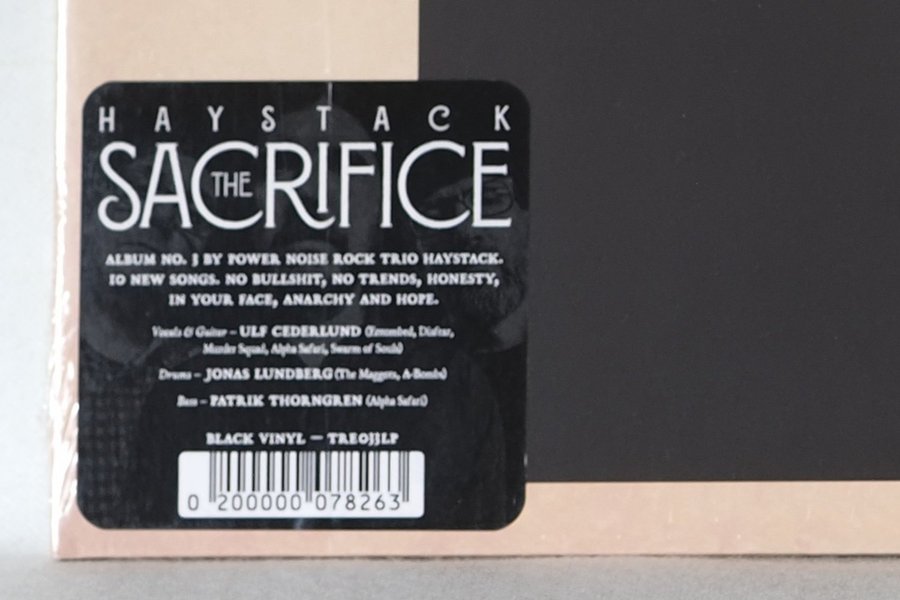 HAYSTACK
THE SACRIFICE
ALBUM NO. 3 BY POWER NOISE ROCK TRIO HAYSTACK.
10 NEW SONGS. NO BULLSHIT, NO TRENDS, HONESTY,
IN YOUR FACE, ANARCHY AND HOPE.
Vocals & Guitar – ULF CEDERLUND (Entombed, Disfear,
Murder Squad, Alpha Safari, Swarm of Souls)
Drums – JONAS LUNDBERG (The Maggots, A-Bombs)
Bass – PATRIK THORNGREN (Alpha Safari)
BLACK VINYL – TRE033LP
0 200000 078263